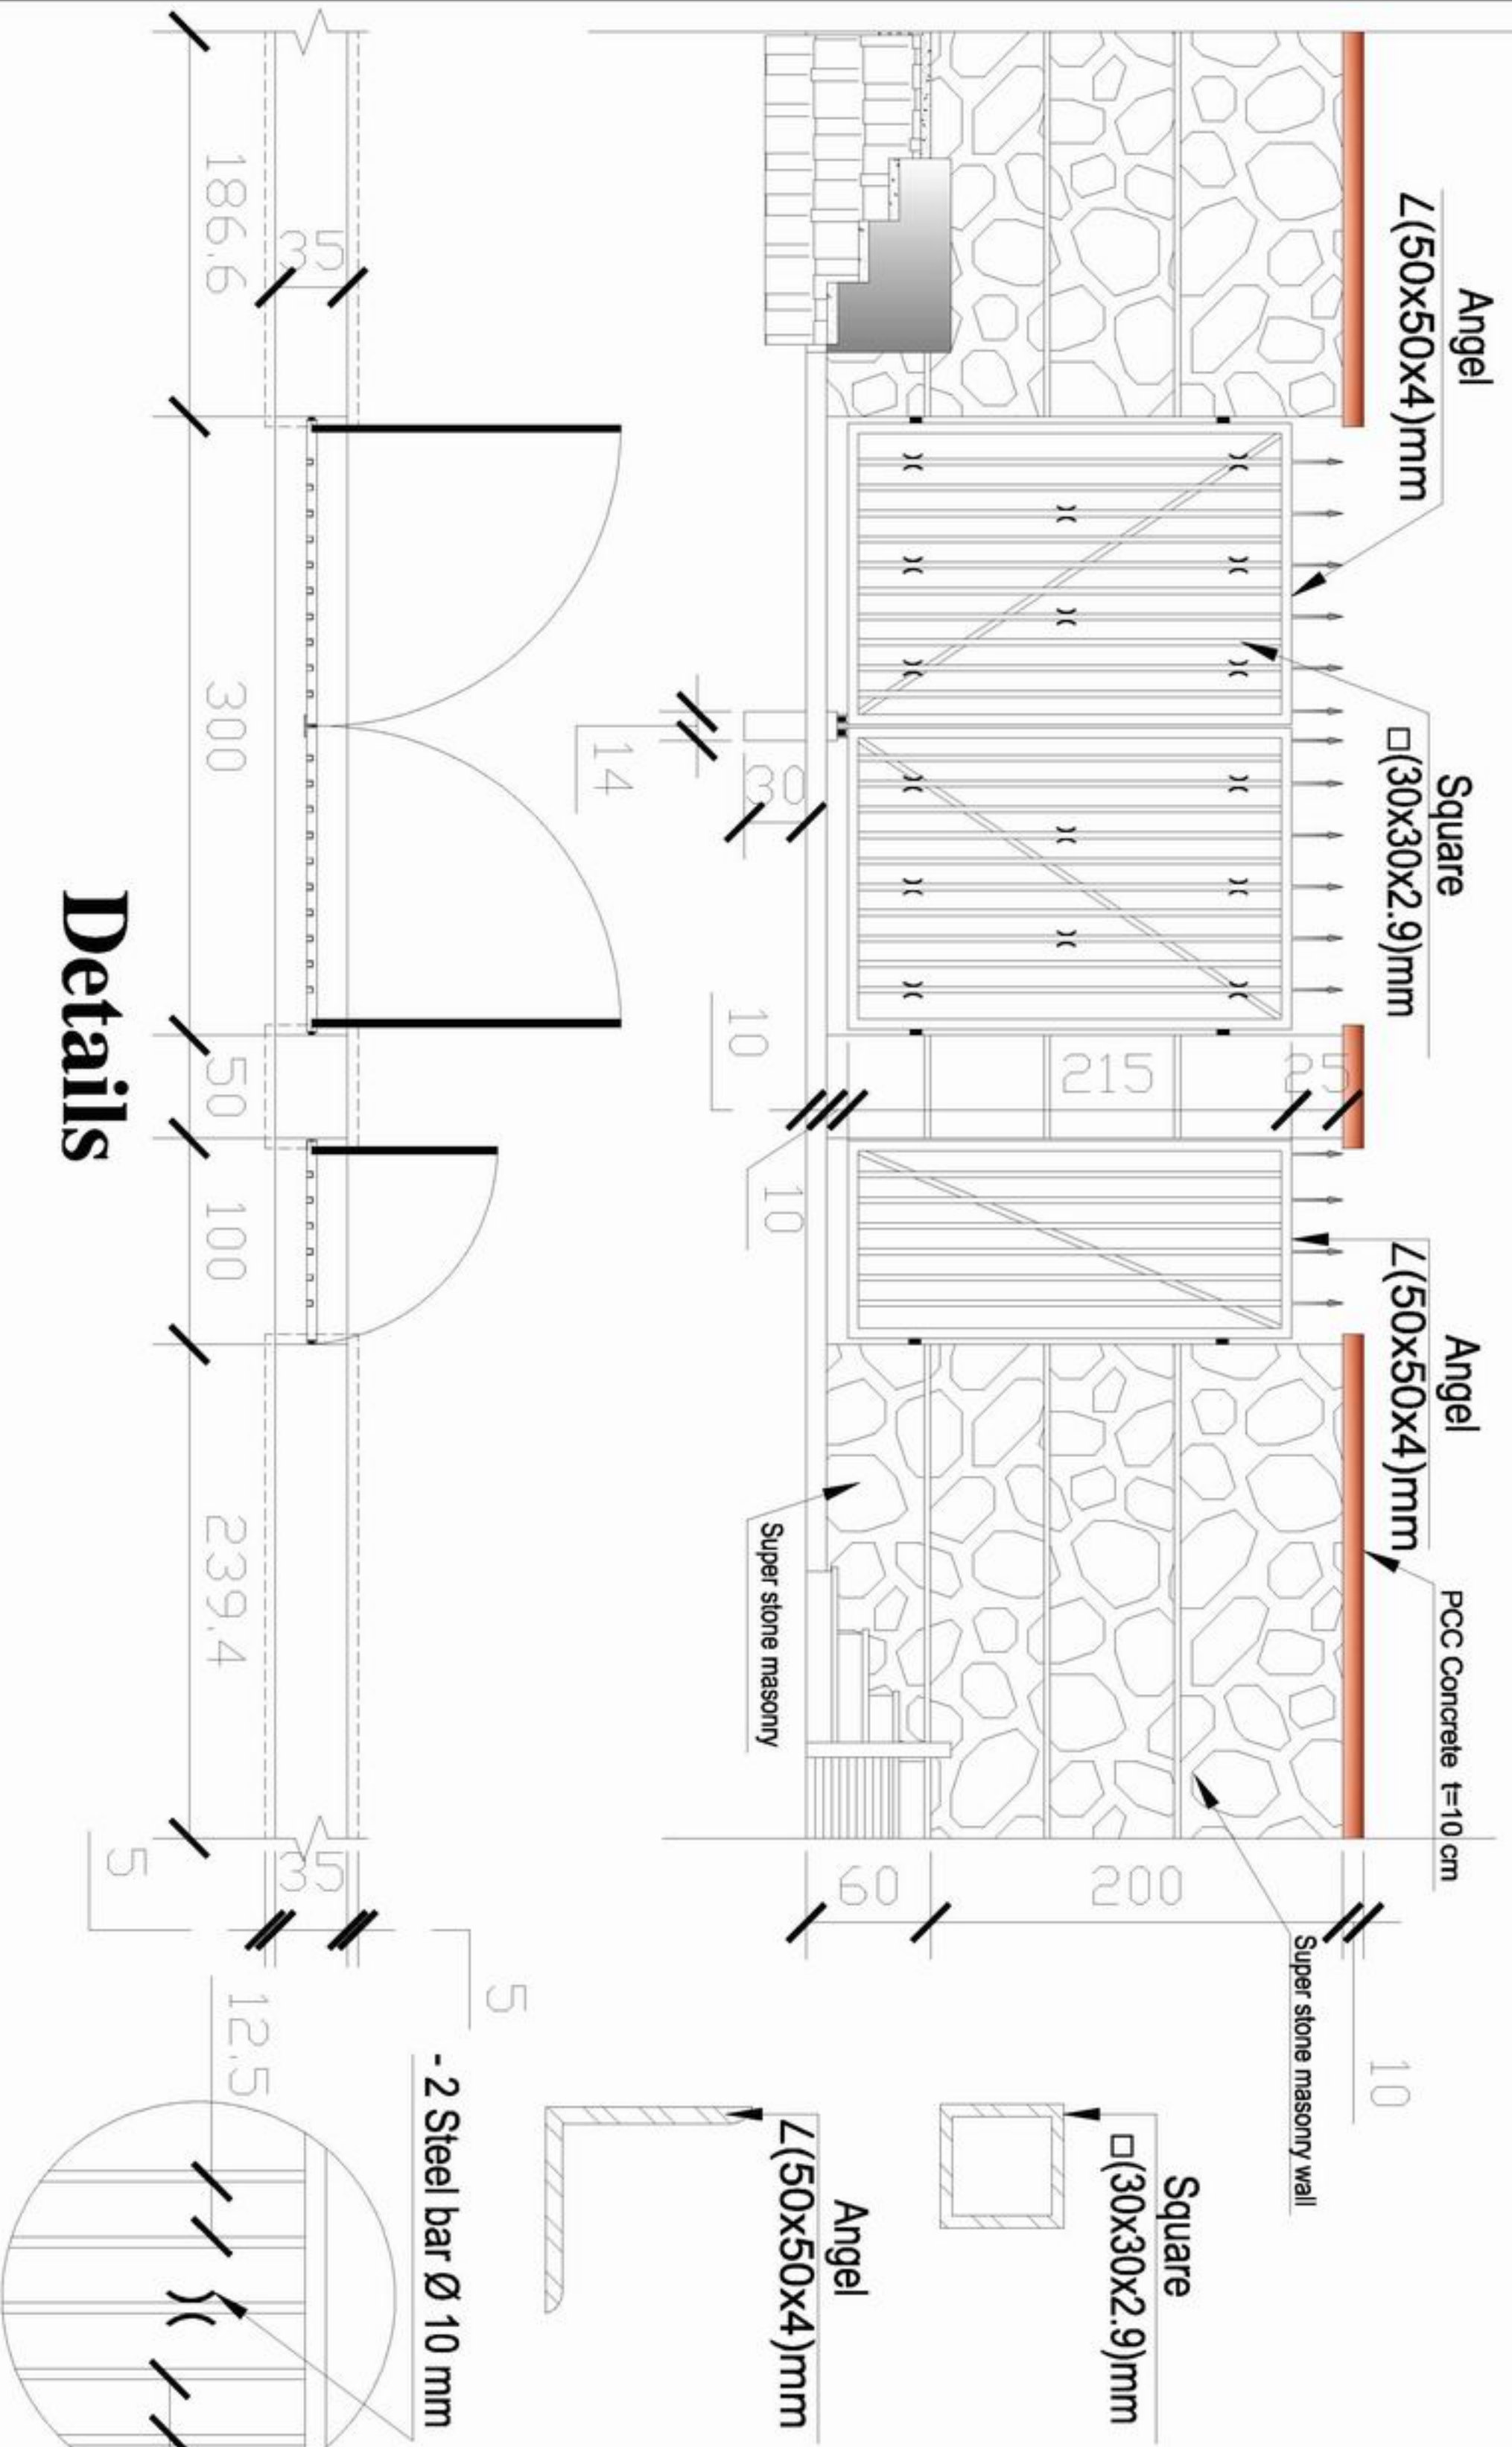 Angel
∠(50x50x4)mm
Square
□(30x30x2.9)mm
Angel
∠(50x50x4)mm
PCC Concrete t=10 cm
Super stone masonry wall
10
25
215
10
10
200
60
Super stone masonry
30
14
35
186.6
300
50
100
239.4
35
5
5
Square
□(30x30x2.9)mm
Angel
∠(50x50x4)mm
- 2 Steel bar Ø 10 mm
12.5
Details